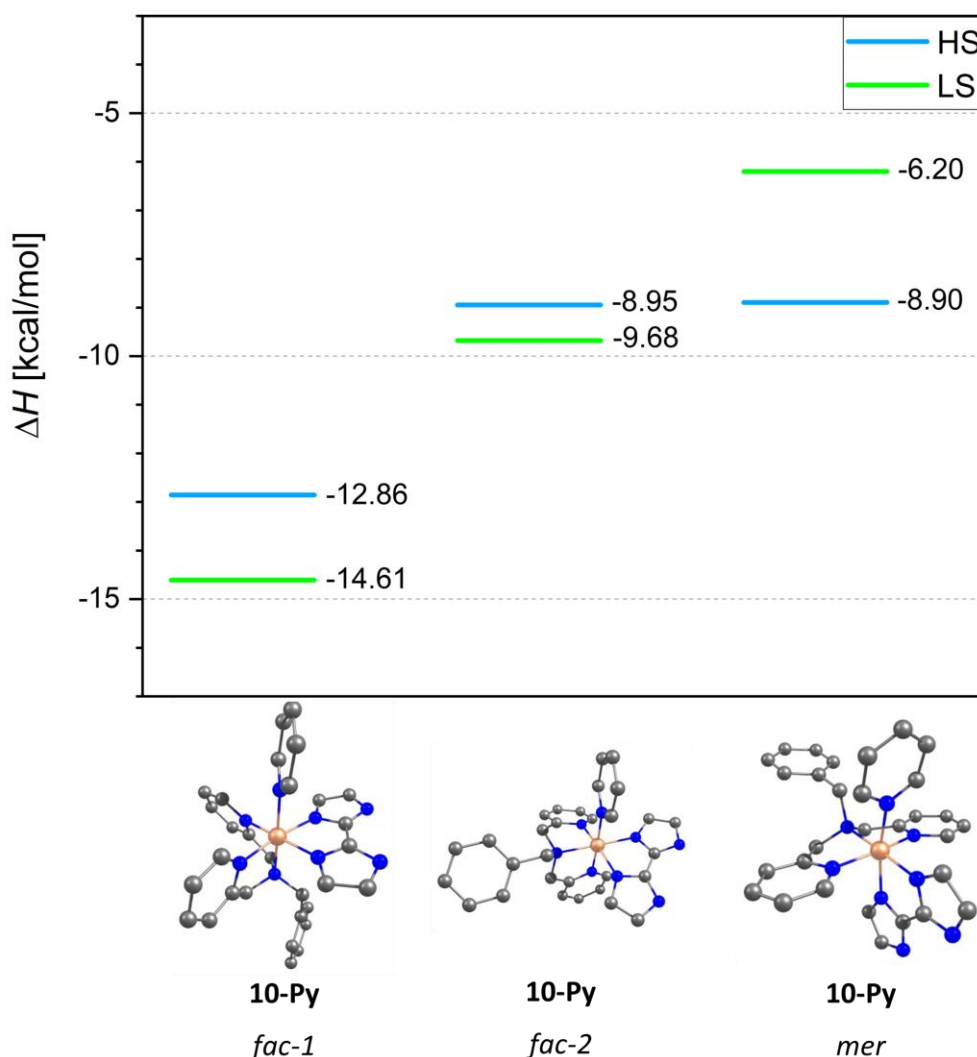 HS
LS
-5
-6.20
-8.95
-8.90
-9.68
-10
ΔH [kcal/mol]
-12.86
-14.61
-15
10-Py 10-Py 10-Py
fac-1 fac-2 mer